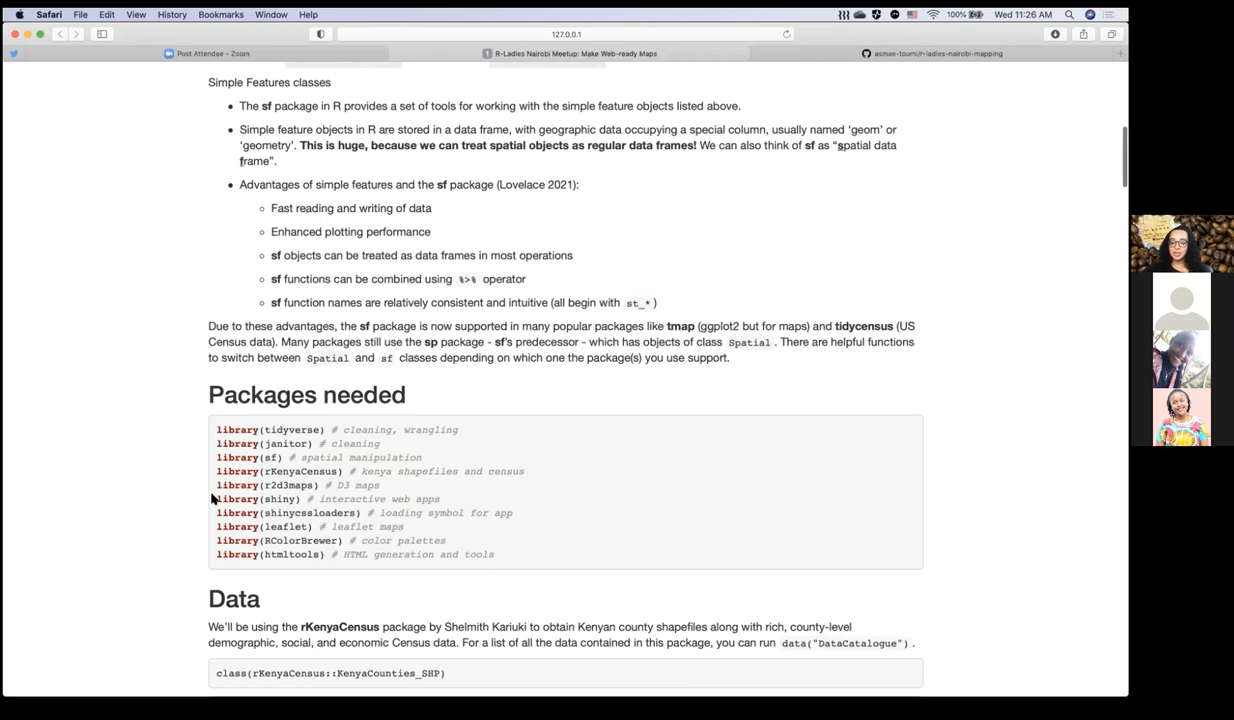 Safari File Edit View History Bookmarks Window Help 100% Wed 11:26 AM
127.0.0.1
Post Attendee - Zoom R-Ladies Nairobi Meetup: Make Web-ready Maps asmae-toumi/r-ladies-nairobi-mapping
Simple Features classes
• The sf package in R provides a set of tools for working with the simple feature objects listed above.
• Simple feature objects in R are stored in a data frame, with geographic data occupying a special column, usually named ‘geom’ or
‘geometry’. This is huge, because we can treat spatial objects as regular data frames! We can also think of sf as “spatial data
frame”.
• Advantages of simple features and the sf package (Lovelace 2021):
○ Fast reading and writing of data
○ Enhanced plotting performance
○ sf objects can be treated as data frames in most operations
○ sf functions can be combined using %>% operator
○ sf function names are relatively consistent and intuitive (all begin with st_* )
Due to these advantages, the sf package is now supported in many popular packages like tmap (ggplot2 but for maps) and tidycensus (US
Census data). Many packages still use the sp package - sf’s predecessor - which has objects of class Spatial. There are helpful functions
to switch between Spatial and sf classes depending on which one the package(s) you use support.
Packages needed
library(tidyverse) # cleaning, wrangling
library(janitor) # cleaning
library(sf) # spatial manipulation
library(rKenyaCensus) # kenya shapefiles and census
library(r2d3maps) # D3 maps
library(shiny) # interactive web apps
library(shinycssloaders) # loading symbol for app
library(leaflet) # leaflet maps
library(RColorBrewer) # color palettes
library(htmltools) # HTML generation and tools
Data
We’ll be using the rKenyaCensus package by Shelmith Kariuki to obtain Kenyan county shapefiles along with rich, county-level
demographic, social, and economic Census data. For a list of all the data contained in this package, you can run data("DataCatalogue") .
class(rKenyaCensus::KenyaCounties_SHP)